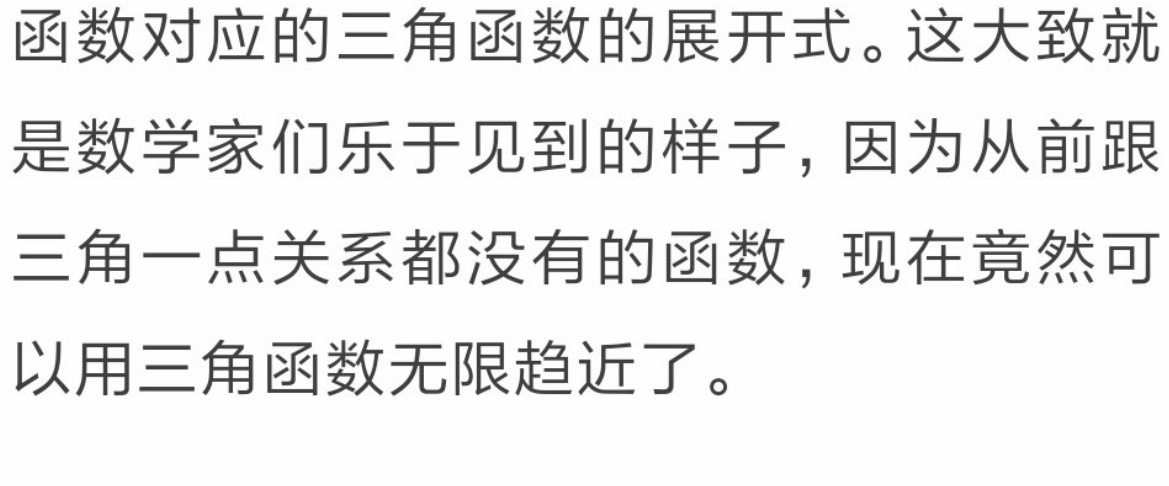 函数对应的三角函数的展开式。这大致就
是数学家们乐于见到的样子，因为从前跟
三角一点关系都没有的函数，现在竟然可
以用三角函数无限趋近了。